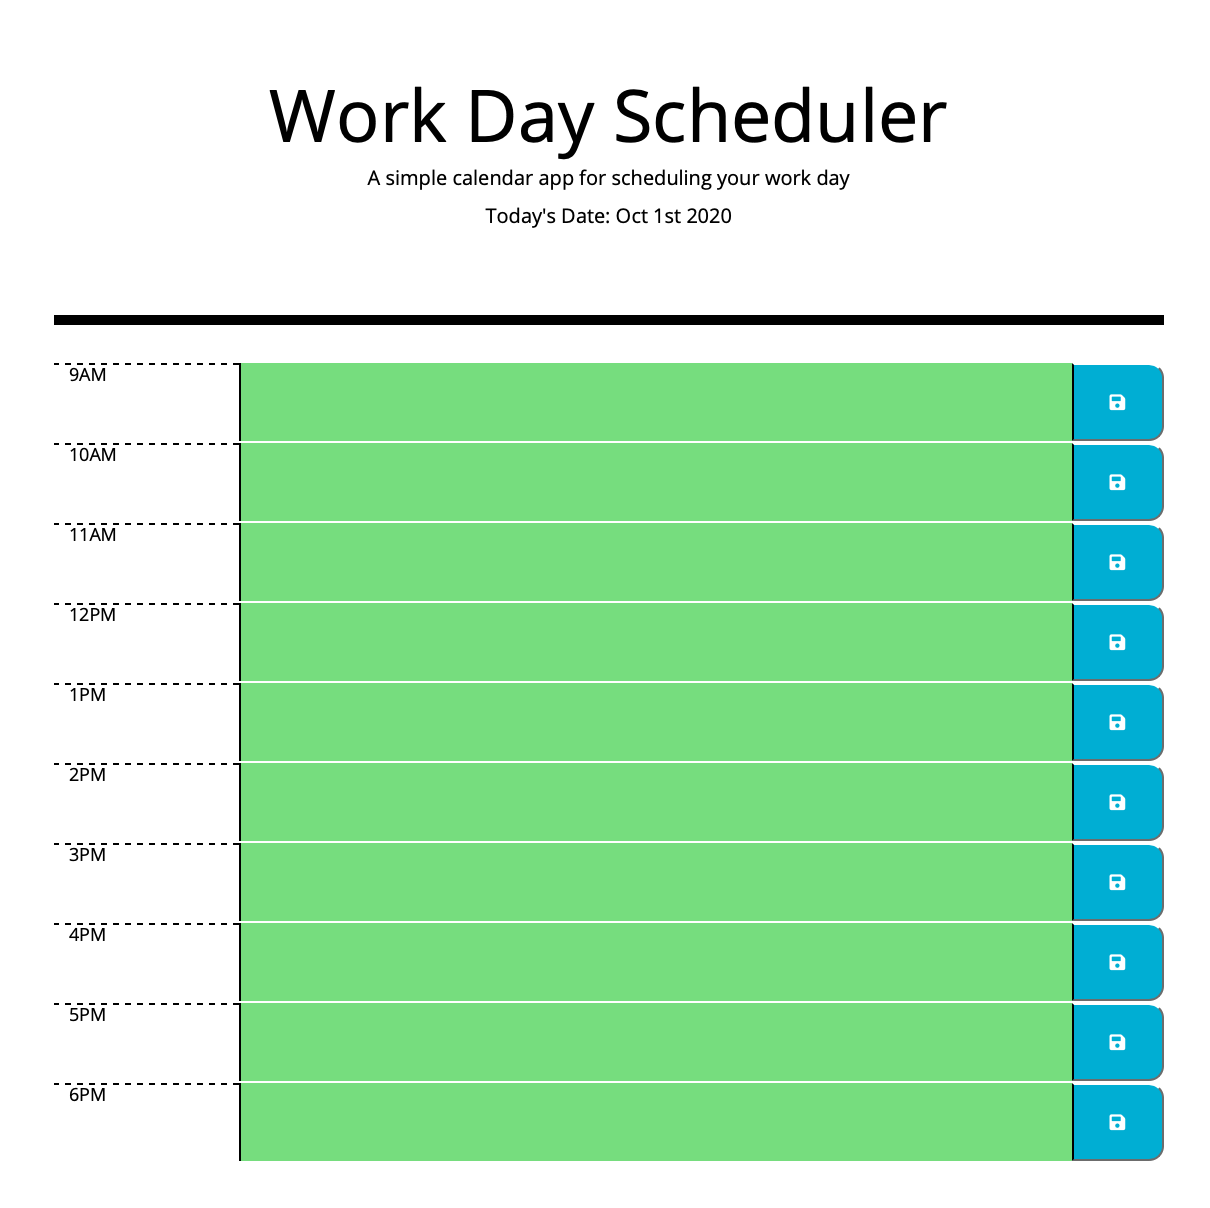 Work Day Scheduler
A simple calendar app for scheduling your work day
Today's Date: Oct 1st 2020
9AM
10AM
11AM
12PM
1PM
2PM
3PM
4PM
5PM
6PM